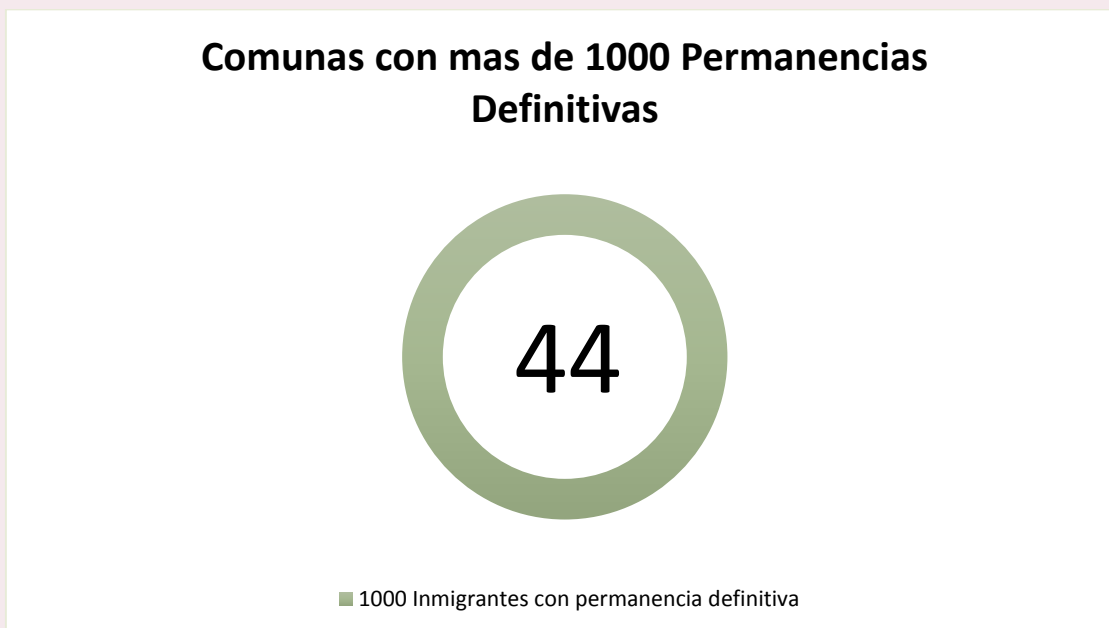 Comunas con mas de 1000 Permanencias
Definitivas
44
1000 Inmigrantes con permanencia definitiva